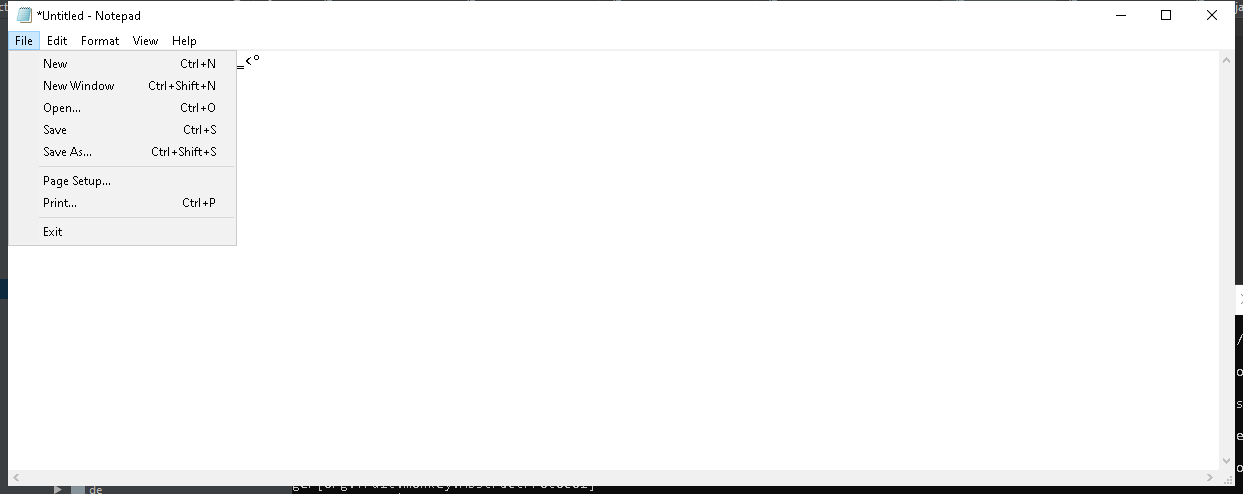 *Untitled - Notepad
File Edit Format View Help
_<°
New Ctrl+N
New Window Ctrl+Shift+N
Open... Ctrl+O
Save Ctrl+S
Save As... Ctrl+Shift+S
Page Setup... 
Print... Ctrl+P
Exit
de